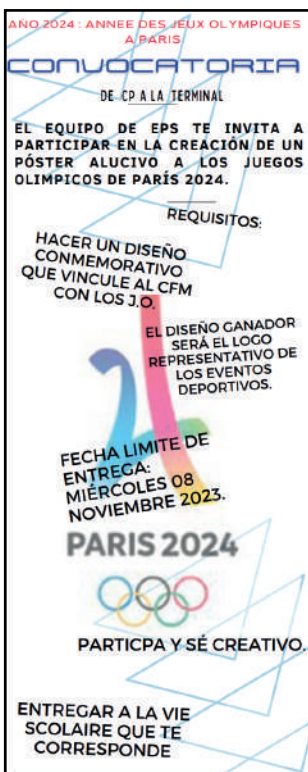 AÑO 2024 : ANNEE DES JEUX OLYMPIQUES
A PARIS
CONVOCATORIA
DE CP A LA TERMINAL
EL EQUIPO DE EPS TE INVITA A
PARTICIPAR EN LA CREACIÓN DE UN
PÓSTER ALUCIVO A LOS JUEGOS
OLIMPICOS DE PARÍS 2024.
REQUISITOS:
HACER UN DISEÑO
CONMEMORATIVO
QUE VINCULE AL CFM
CON LOS J.O.
EL DISEÑO GANADOR
SERÁ EL LOGO
REPRESENTATIVO DE
LOS EVENTOS
DEPORTIVOS.
FECHA LIMITE DE
ENTREGA:
MIÉRCOLES 08
NOVIEMBRE 2023.
PARIS 2024
PARTICPA Y SÉ CREATIVO.
ENTREGAR A LA VIE
SCOLAIRE QUE TE
CORRESPONDE